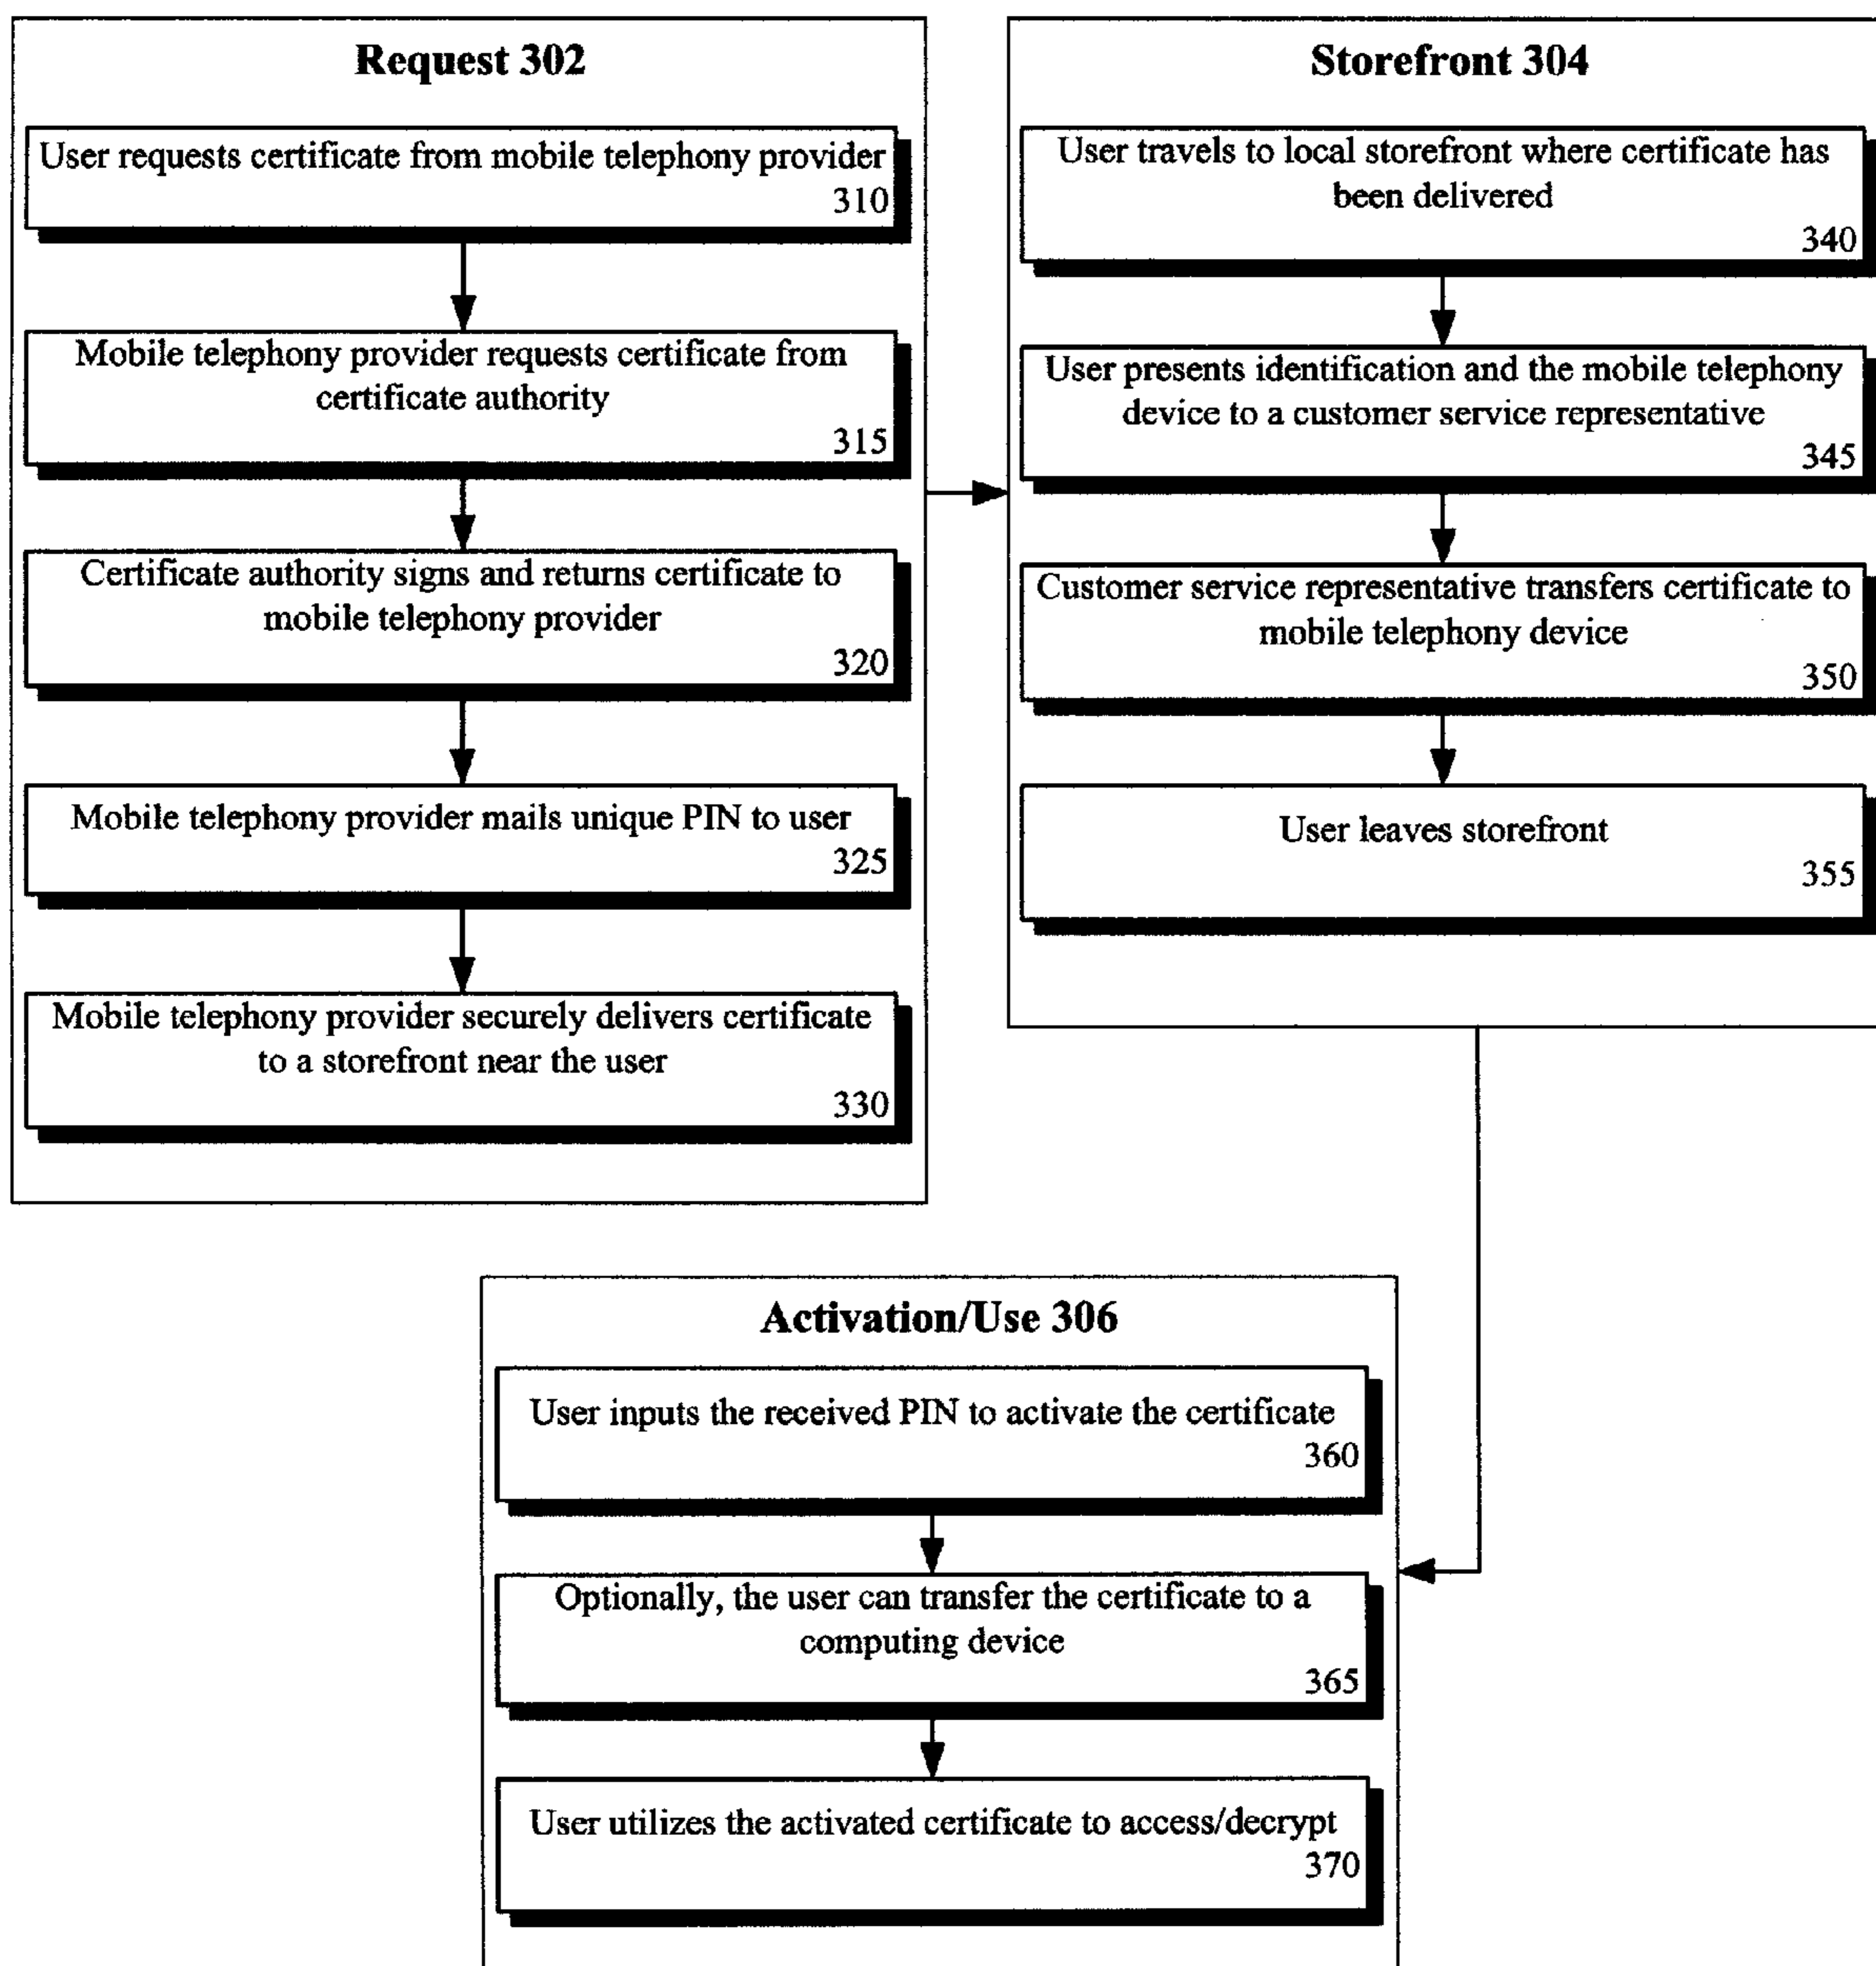 Request 302
User requests certificate from mobile telephony provider
310
Mobile telephony provider requests certificate from
certificate authority
315
Certificate authority signs and returns certificate to
mobile telephony provider
320
Mobile telephony provider mails unique PIN to user
325
Mobile telephony provider securely delivers certificate
to a storefront near the user
330
Storefront 304
User travels to local storefront where certificate has
been delivered
340
User presents identification and the mobile telephony
device to a customer service representative
345
Customer service representative transfers certificate to
mobile telephony device
350
User leaves storefront
355
Activation/Use 306
User inputs the received PIN to activate the certificate
360
Optionally, the user can transfer the certificate to a
computing device
365
User utilizes the activated certificate to access/decrypt
370